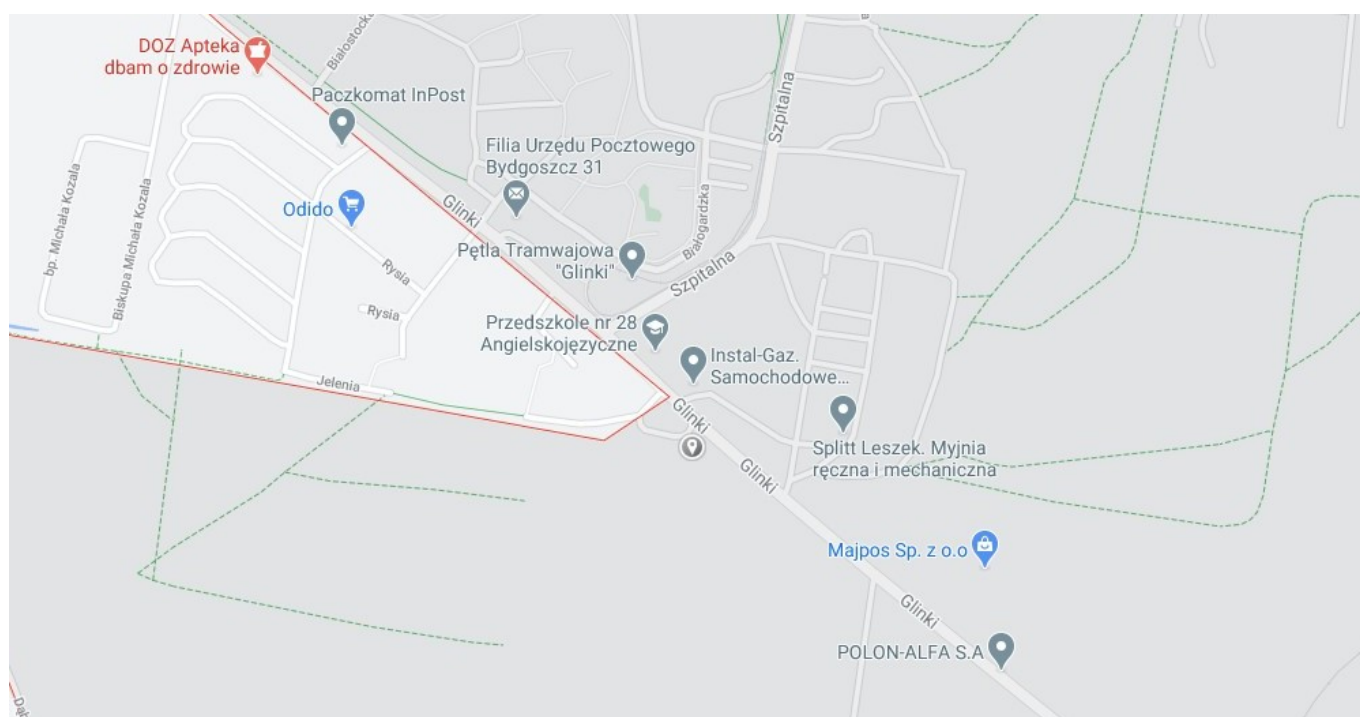 DOZ Apteka
dbam o zdrowie
Białostocka
Szpitalna
Paczkomat InPost
Filia Urzędu Pocztowego
Bydgoszcz 31
bp. Michała Kozala
Biskupa Michała Kozala
Odido
Glinki
Białogardzka
Pętla Tramwajowa
"Glinki"
Rysia
Szpitalna
Rysia
Przedszkole nr 28
Angielskojęzyczne
Instal-Gaz.
Samochodowe...
Jelenia
Glinki
Splitt Leszek. Myjnia
ręczna i mechaniczna
Glinki
Majpos Sp. z o.o
Glinki
POLON-ALFA S.A